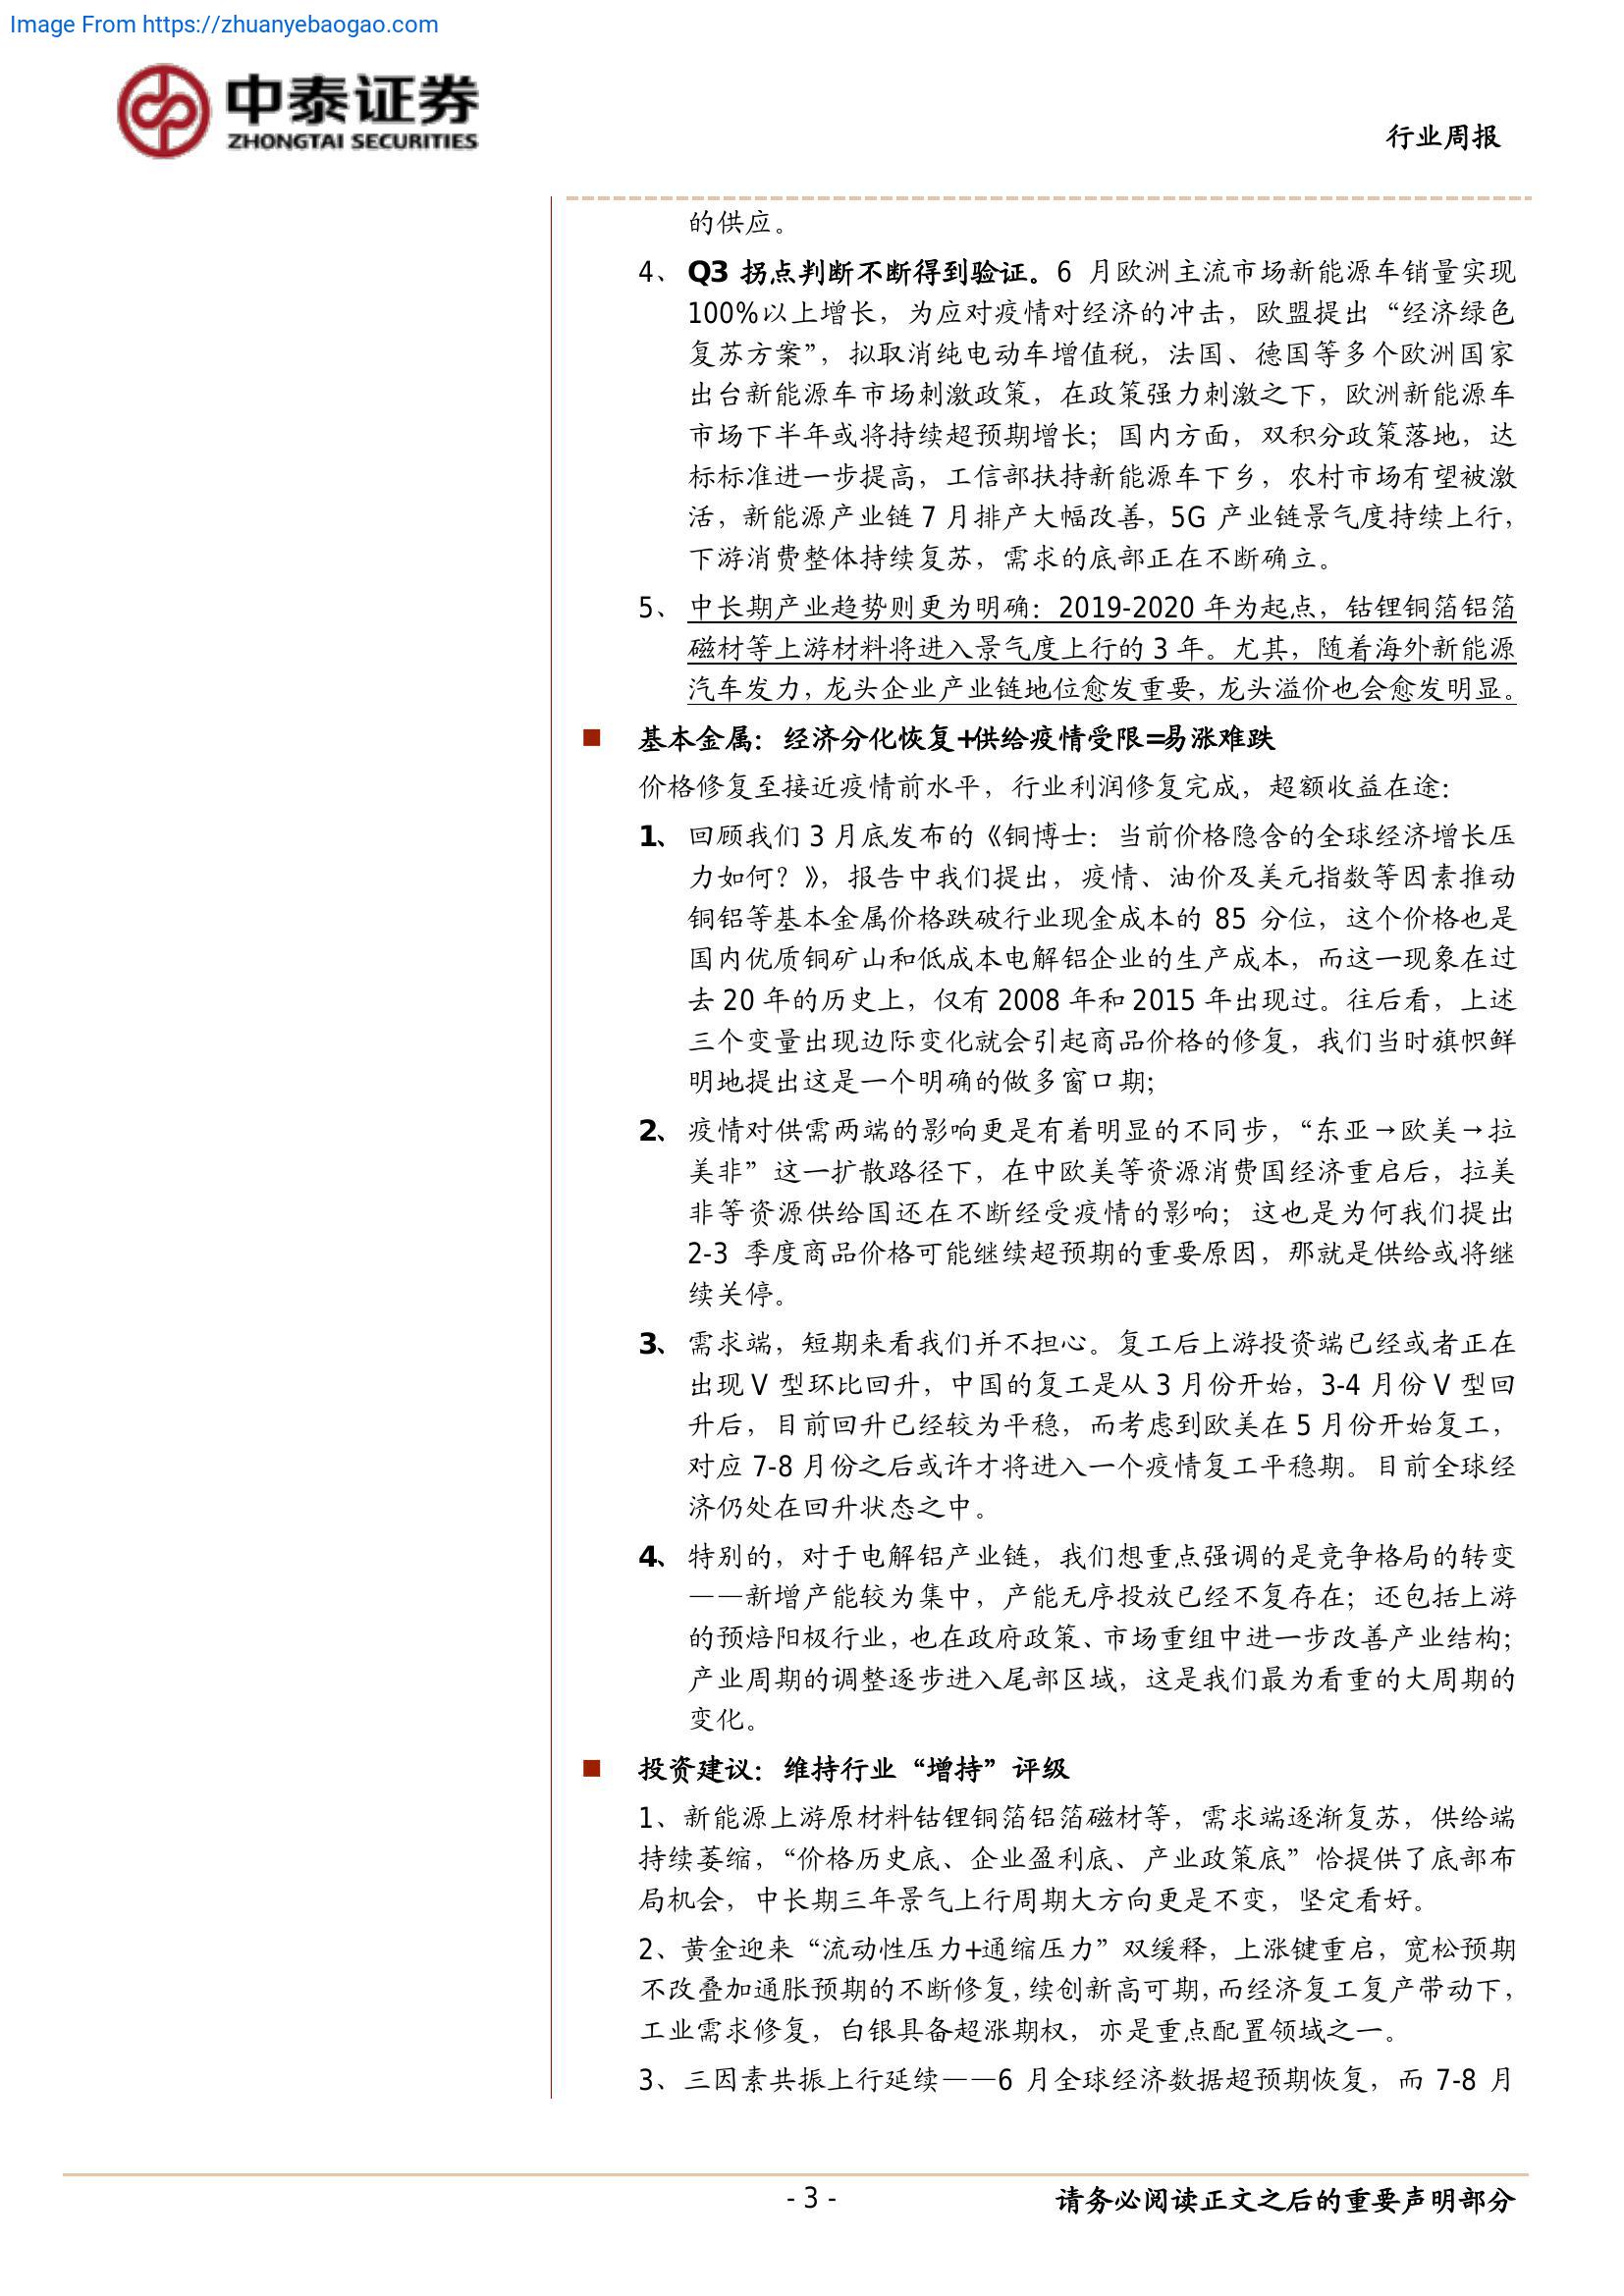 Image From https://zhuanyebaogao.com
中泰证券
ZHONGTAI SECURITIES
行业周报
的供应。
4、Q3 拐点判断不断得到验证。6 月欧洲主流市场新能源车销量实现
100%以上增长，为应对疫情对经济的冲击，欧盟提出“经济绿色
复苏方案”，拟取消纯电动车增值税，法国、德国等多个欧洲国家
出台新能源车市场刺激政策，在政策强力刺激之下，欧洲新能源车
市场下半年或将持续超预期增长；国内方面，双积分政策落地，达
标标准进一步提高，工信部扶持新能源车下乡，农村市场有望被激
活，新能源产业链 7 月排产大幅改善，5G 产业链景气度持续上行，
下游消费整体持续复苏，需求的底部正在不断确立。
5、中长期产业趋势则更为明确：2019-2020 年为起点，钴锂铜箔铝箔
磁材等上游材料将进入景气度上行的 3 年。尤其，随着海外新能源
汽车发力，龙头企业产业链地位愈发重要，龙头溢价也会愈发明显。
■ 基本金属：经济分化恢复+供给疫情受限=易涨难跌
价格修复至接近疫情前水平，行业利润修复完成，超额收益在途：
1、回顾我们 3 月底发布的《铜博士：当前价格隐含的全球经济增长压
力如何？》，报告中我们提出，疫情、油价及美元指数等因素推动
铜铝等基本金属价格跌破行业现金成本的 85 分位，这个价格也是
国内优质铜矿山和低成本电解铝企业的生产成本，而这一现象在过
去 20 年的历史上，仅有 2008 年和 2015 年出现过。往后看，上述
三个变量出现边际变化就会引起商品价格的修复，我们当时旗帜鲜
明地提出这是一个明确的做多窗口期；
2、疫情对供需两端的影响更是有着明显的不同步，“东亚→欧美→拉
美非”这一扩散路径下，在中欧美等资源消费国经济重启后，拉美
非等资源供给国还在不断经受疫情的影响；这也是为何我们提出
2-3 季度商品价格可能继续超预期的重要原因，那就是供给或将继
续关停。
3、需求端，短期来看我们并不担心。复工后上游投资端已经或者正在
出现 V 型环比回升，中国的复工是从 3 月份开始，3-4 月份 V 型回
升后，目前回升已经较为平稳，而考虑到欧美在 5 月份开始复工，
对应 7-8 月份之后或许才将进入一个疫情复工平稳期。目前全球经
济仍处在回升状态之中。
4、特别的，对于电解铝产业链，我们想重点强调的是竞争格局的转变
——新增产能较为集中，产能无序投放已经不复存在；还包括上游
的预焙阳极行业，也在政府政策、市场重组中进一步改善产业结构；
产业周期的调整逐步进入尾部区域，这是我们最为看重的大周期的
变化。
■ 投资建议：维持行业“增持”评级
1、新能源上游原材料钴锂铜箔铝箔磁材等，需求端逐渐复苏，供给端
持续萎缩，“价格历史底、企业盈利底、产业政策底”恰提供了底部布
局机会，中长期三年景气上行周期大方向更是不变，坚定看好。
2、黄金迎来“流动性压力+通缩压力”双缓释，上涨键重启，宽松预期
不改叠加通胀预期的不断修复，续创新高可期，而经济复工复产带动下，
工业需求修复，白银具备超涨期权，亦是重点配置领域之一。
3、三因素共振上行延续——6 月全球经济数据超预期恢复，而 7-8 月
- 3 -
请务必阅读正文之后的重要声明部分